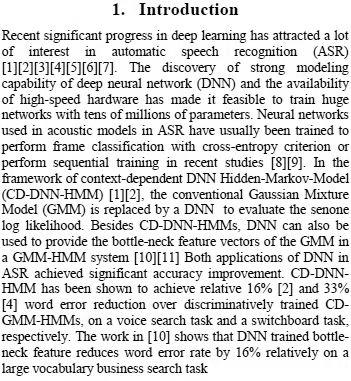 1. Introduction
Recent significant progress in deep learning has attracted a lot
of interest in automatic speech recognition (ASR)
[1][2][3][4][5][6][7]. The discovery of strong modeling
capability of deep neural network (DNN) and the availability
of high-speed hardware has made it feasible to train huge
networks with tens of millions of parameters. Neural networks
used in acoustic models in ASR have usually been trained to
perform frame classification with cross-entropy criterion or
perform sequential training in recent studies [8][9]. In the
framework of context-dependent DNN Hidden-Markov-Model
(CD-DNN-HMM) [1][2], the conventional Gaussian Mixture
Model (GMM) is replaced by a DNN to evaluate the senone
log likelihood. Besides CD-DNN-HMMs, DNN can also be
used to provide the bottle-neck feature vectors of the GMM in
a GMM-HMM system [10][11] Both applications of DNN in
ASR achieved significant accuracy improvement. CD-DNN-
HMM has been shown to achieve relative 16% [2] and 33%
[4] word error reduction over discriminatively trained CD-
GMM-HMMs, on a voice search task and a switchboard task,
respectively. The work in [10] shows that DNN trained bottle-
neck feature reduces word error rate by 16% relatively on a
large vocabulary business search task